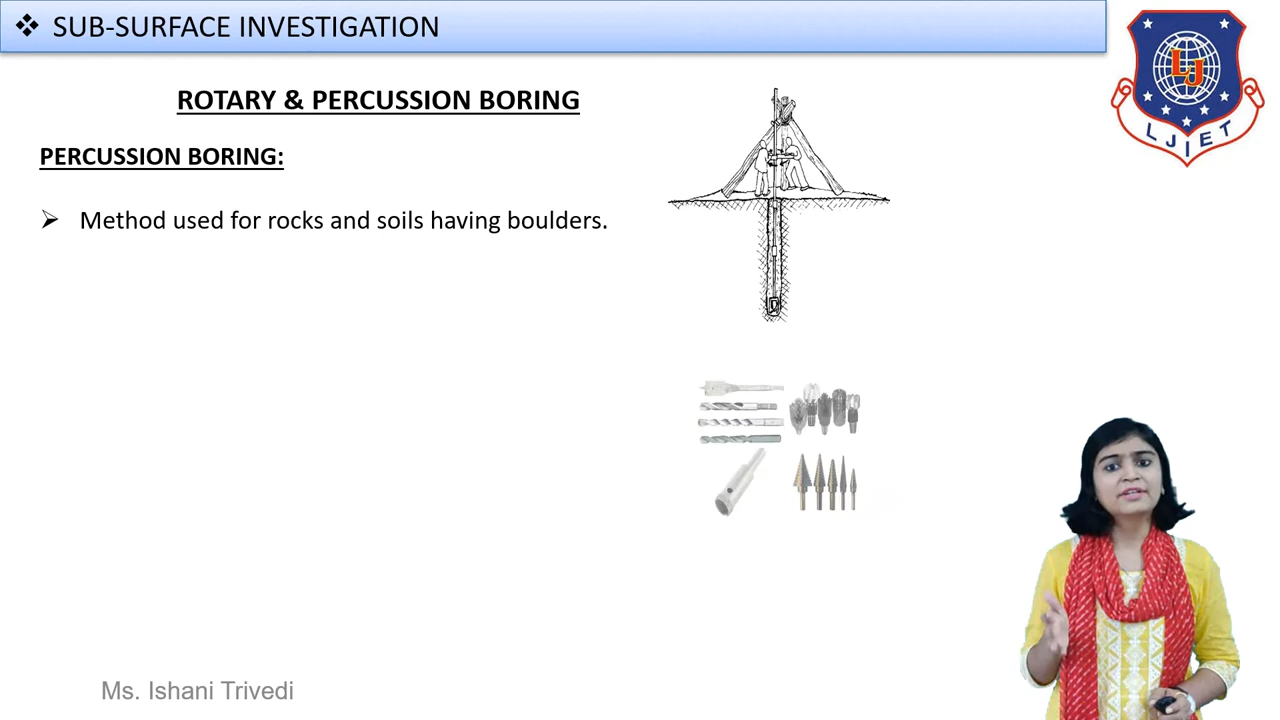 ❖ SUB-SURFACE INVESTIGATION
ROTARY & PERCUSSION BORING
PERCUSSION BORING:
➢ Method used for rocks and soils having boulders.
LJ
LJIET
Ms. Ishani Trivedi